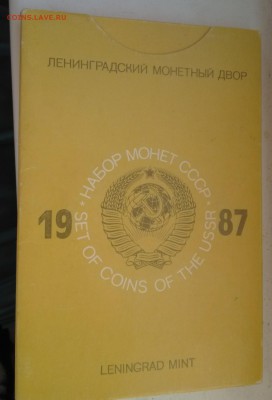 COINS.LAVE.RU
ЛЕНИНГРАДСКИЙ МОНЕТНЫЙ ДВОР
· НАБОР МОНЕТ СССР ·
19 87
SET OF COINS OF THE USSR
LENINGRAD MINT